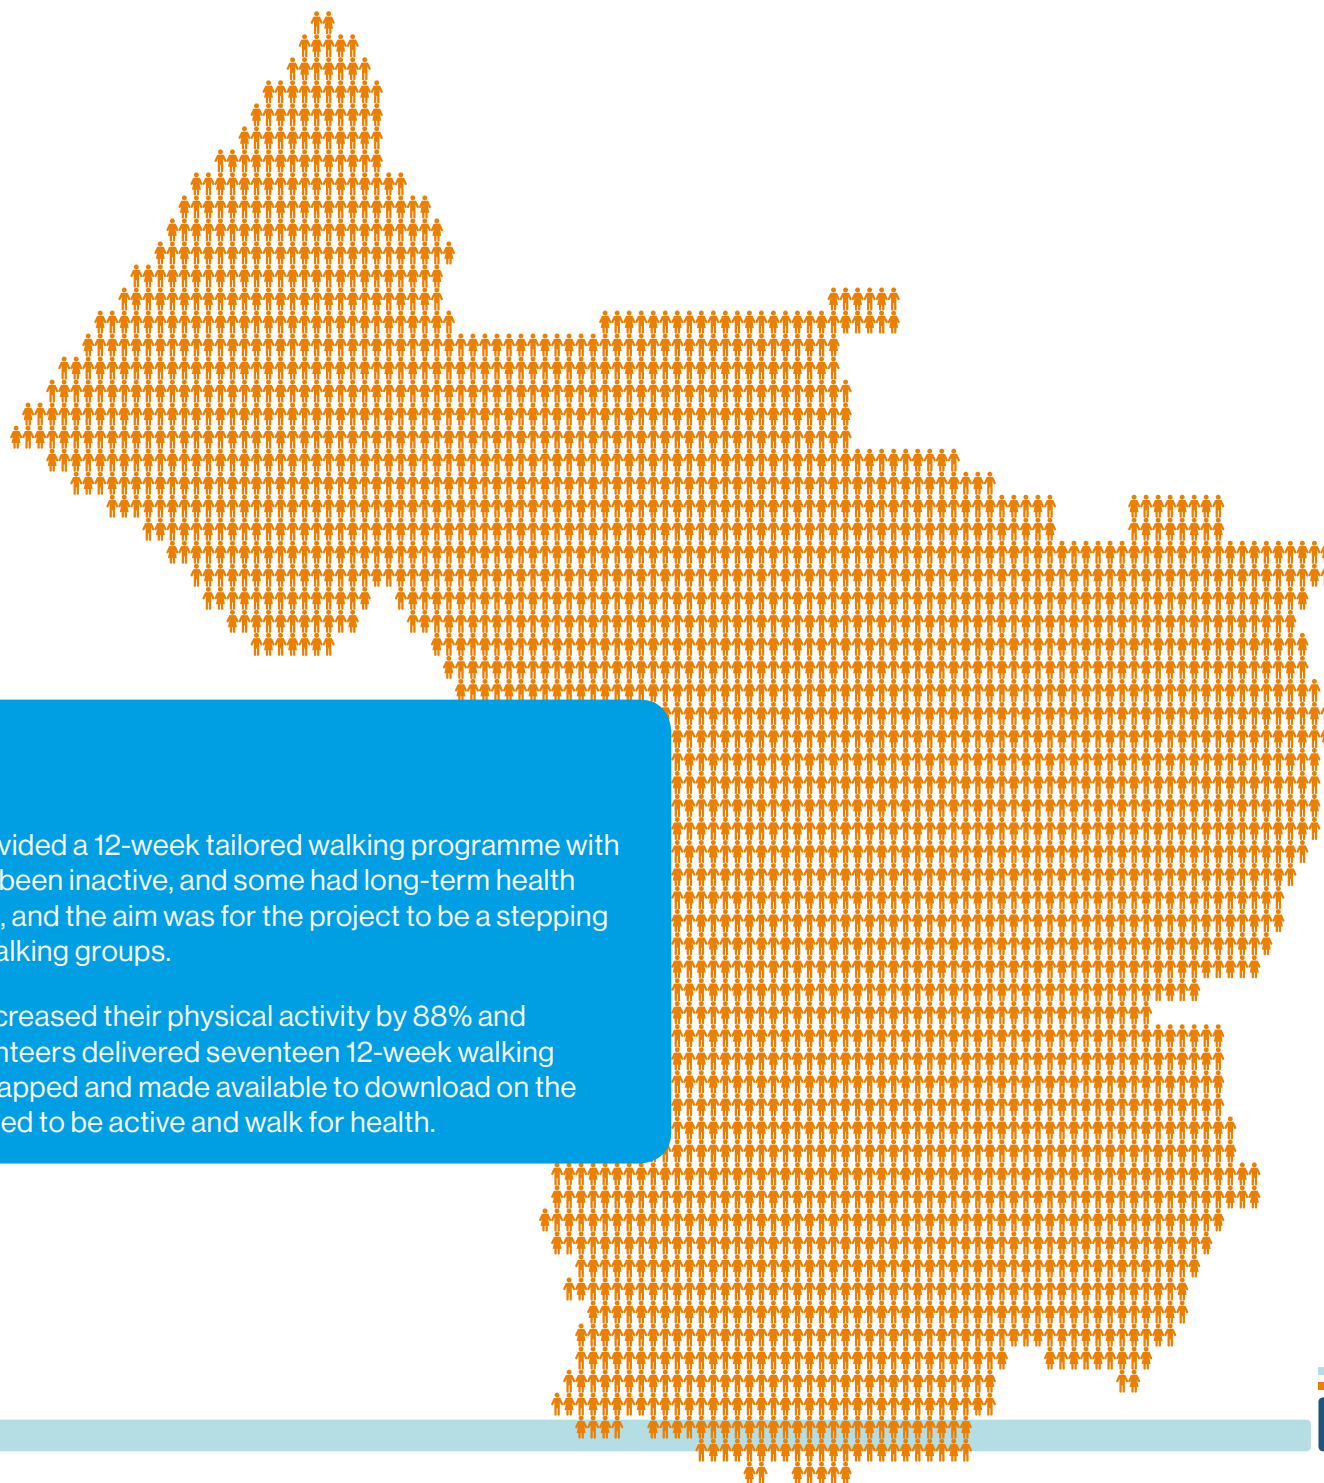 vided a 12-week tailored walking programme with
been inactive, and some had long-term health
, and the aim was for the project to be a stepping
alking groups.
creased their physical activity by 88% and
nteers delivered seventeen 12-week walking
apped and made available to download on the
ed to be active and walk for health.